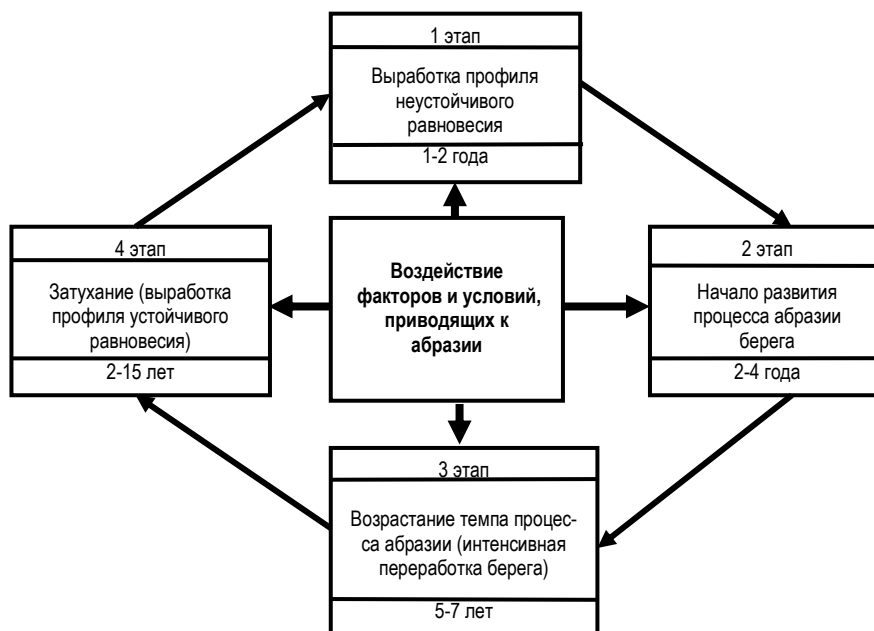 1 этап
Выработка профиля
неустойчивого
равновесия
1-2 года
4 этап
Затухание (выработка
профиля устойчивого
равновесия)
2-15 лет
Воздействие
факторов и условий,
приводящих к
абразии
2 этап
Начало развития
процесса абразии
берега
2-4 года
3 этап
Возрастание темпа процес-
са абразии (интенсивная
переработка берега)
5-7 лет